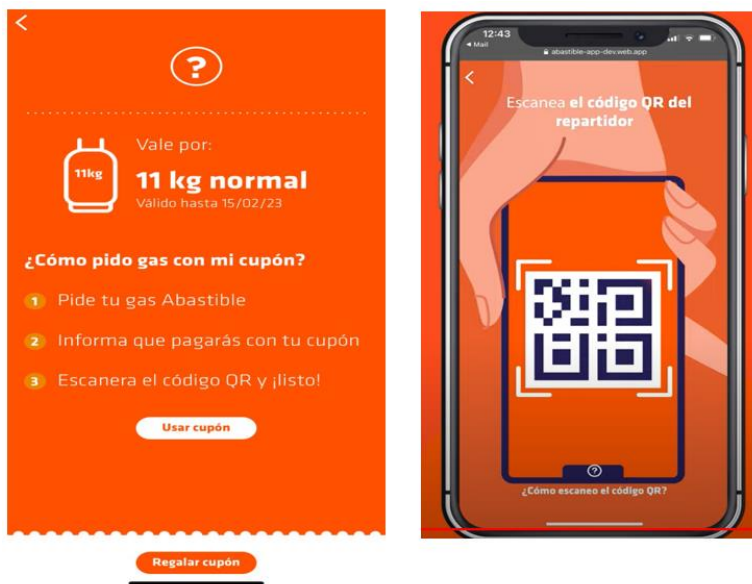 ?
11kg
Vale por:
11 kg normal
Válido hasta 15/02/23
¿Cómo pido gas con mi cupón?
1 Pide tu gas Abastible
2 Informa que pagarás con tu cupón
3 Escanera el código QR y ¡listo!
Usar cupón
Regalar cupón
12:43
Mail
abastible-app-dev.web.app
Escanea el código QR del
repartidor
?
¿Cómo escaneo el código QR?